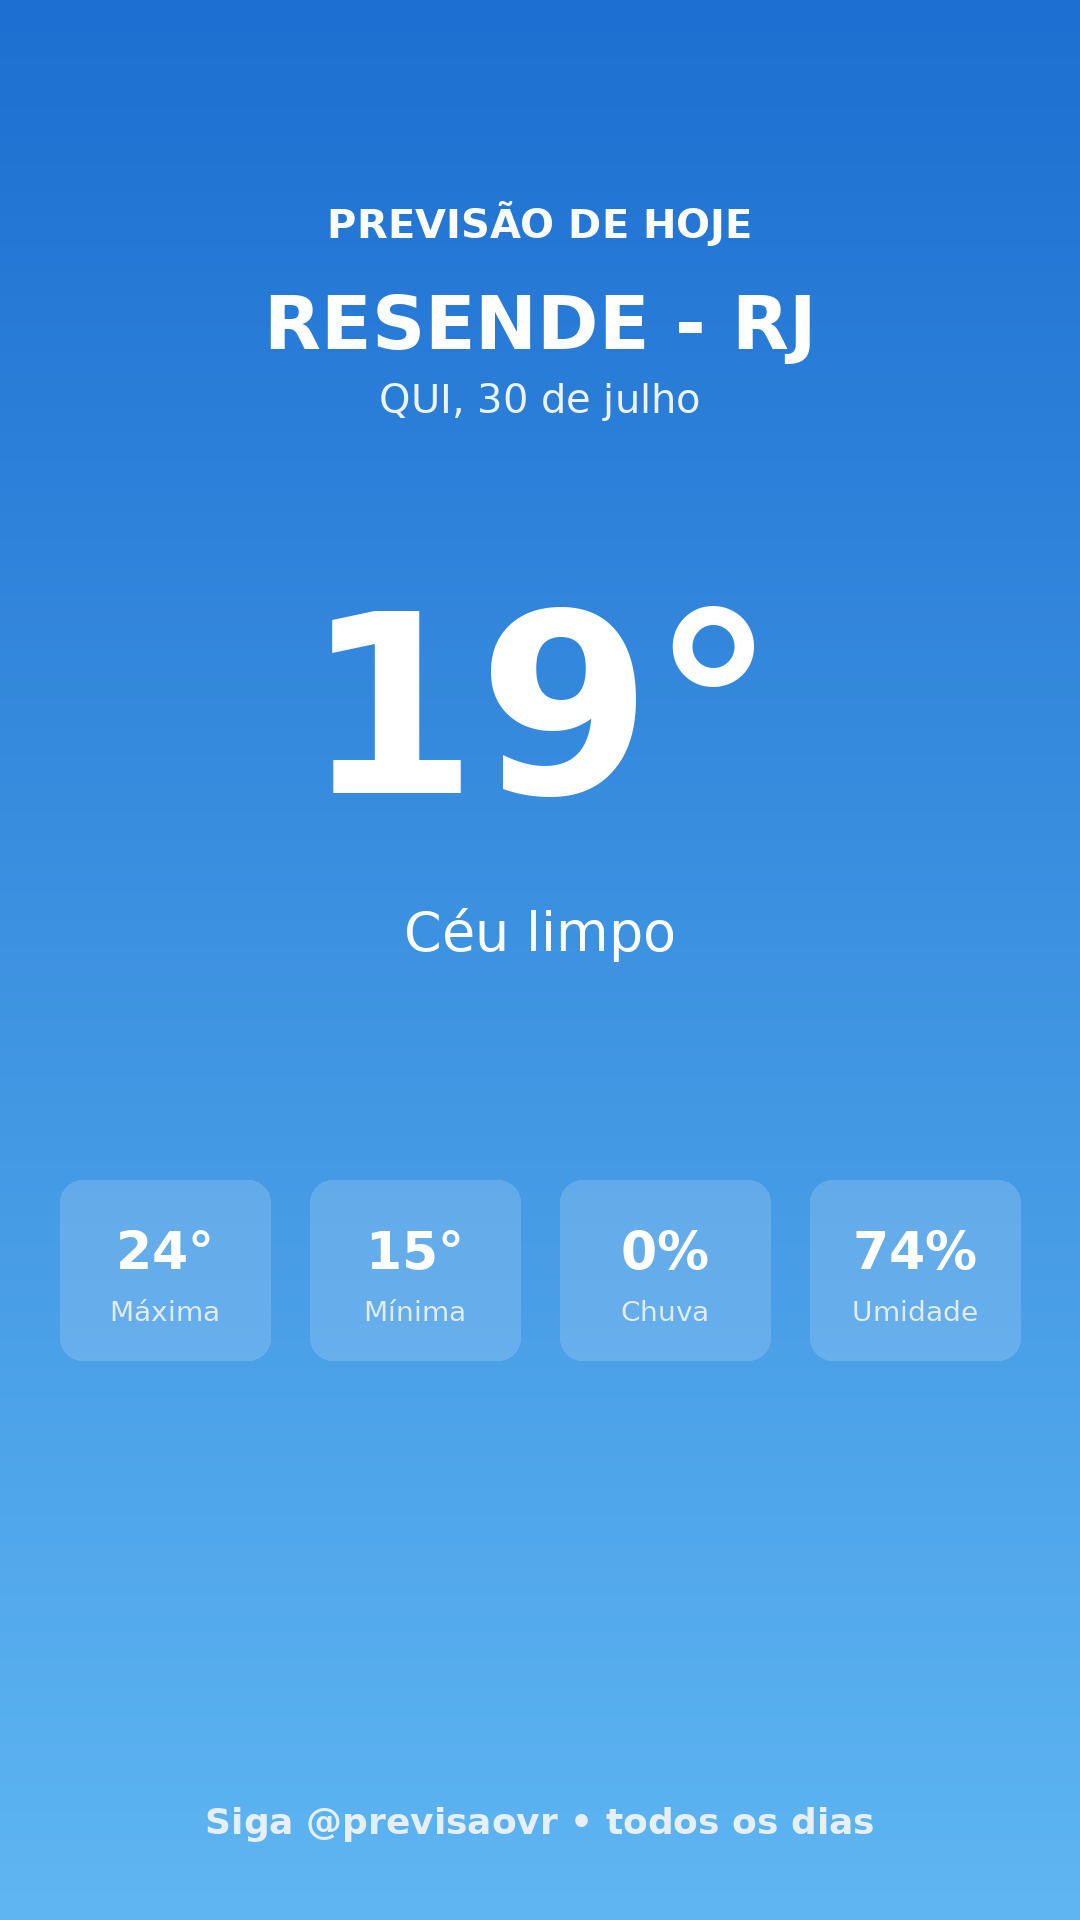 PREVISÃO DE HOJE
RESENDE - RJ
QUI, 30 de julho
19°
Céu limpo
24° 15° 0% 74%
Máxima Mínima Chuva Umidade
Siga @previsaovr • todos os dias